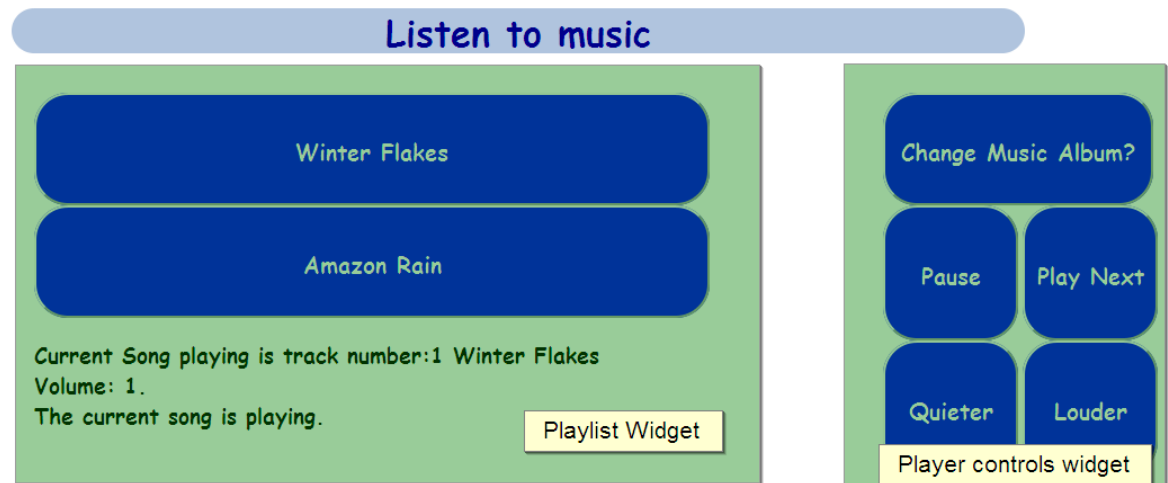 Listen to music
Winter Flakes
Amazon Rain
Current Song playing is track number:1 Winter Flakes
Volume: 1.
The current song is playing.
Playlist Widget
Change Music Album?
Pause
Play Next
Quieter
Louder
Player controls widget